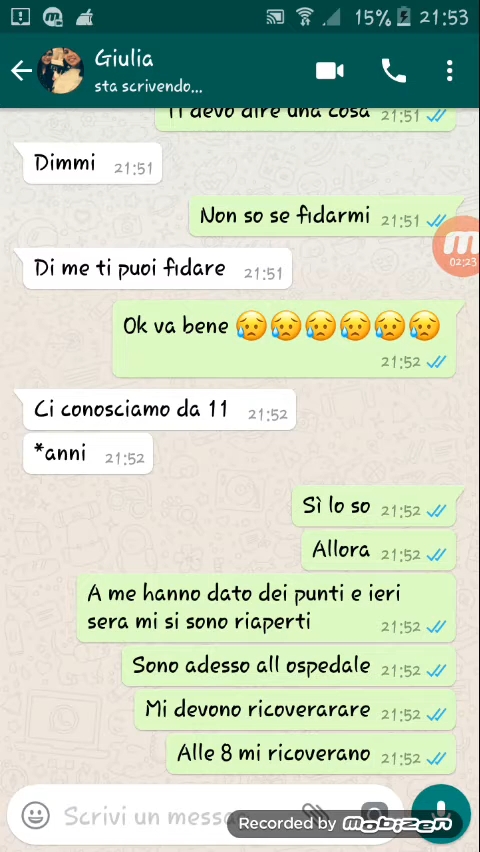 15% 21:53
Giulia
sta scrivendo...
Ti devo dire una cosa 21:51
Dimmi 21:51
Non so se fidarmi 21:51
02:23
Di me ti puoi fidare 21:51
Ok va bene 😥😥😥😥😥😥
21:52
Ci conosciamo da 11 21:52
*anni 21:52
Sì lo so 21:52
Allora 21:52
A me hanno dato dei punti e ieri
sera mi si sono riaperti 21:52
Sono adesso all ospedale 21:52
Mi devono ricoverarare 21:52
Alle 8 mi ricoverano 21:52
Scrivi un messa
Recorded by mobizen